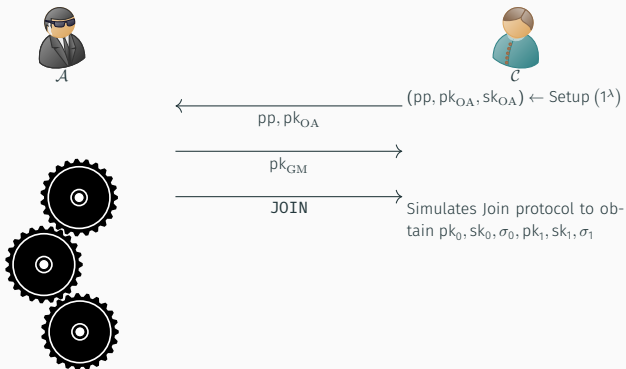 𝒜
𝒞
(pp, pk_OA, sk_OA) ← Setup (1^λ)
pp, pk_OA
pk_GM
JOIN
Simulates Join protocol to ob-
tain pk_0, sk_0, σ_0, pk_1, sk_1, σ_1